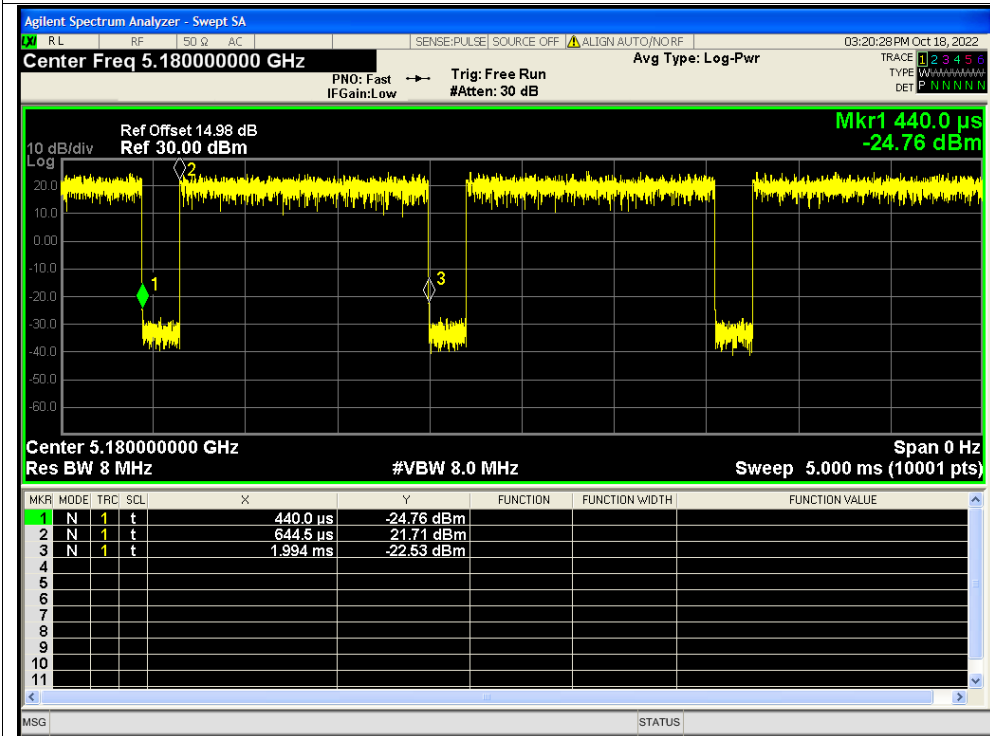 Agilent Spectrum Analyzer - Swept SA
LXI RL RF 50 Ω AC SENSE:PULSE SOURCE OFF ALIGN AUTO/NO RF 03:20:28 PM Oct 18, 2022
Center Freq 5.180000000 GHz Avg Type: Log-Pwr TRACE 1 2 3 4 5 6
PNO: Fast Trig: Free Run TYPE W
IFGain:Low #Atten: 30 dB DET P N N N N N
Mkr1 440.0 µs
Ref Offset 14.98 dB
10 dB/div Ref 30.00 dBm -24.76 dBm
Log
2
20.0
10.0
0.00
-10.0
1 3
-20.0
-30.0
-40.0
-50.0
-60.0
Center 5.180000000 GHz Span 0 Hz
Res BW 8 MHz #VBW 8.0 MHz Sweep 5.000 ms (10001 pts)
MKR MODE TRC SCL X Y FUNCTION FUNCTION WIDTH FUNCTION VALUE
1 N 1 t 440.0 µs -24.76 dBm
2 N 1 t 644.5 µs 21.71 dBm
3 N 1 t 1.994 ms -22.53 dBm
4
5
6
7
8
9
10
11
MSG STATUS